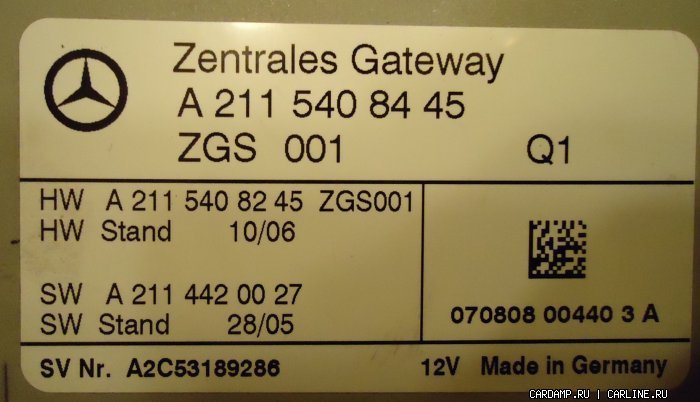 Zentrales Gateway
A 211 540 84 45
ZGS 001 Q1
HW A 211 540 82 45 ZGS001
HW Stand 10/06
SW A 211 442 00 27
SW Stand 28/05
070808 00440 3 A
SV Nr. A2C53189286 12V Made in Germany
CARDAMP.RU | CARLINE.RU